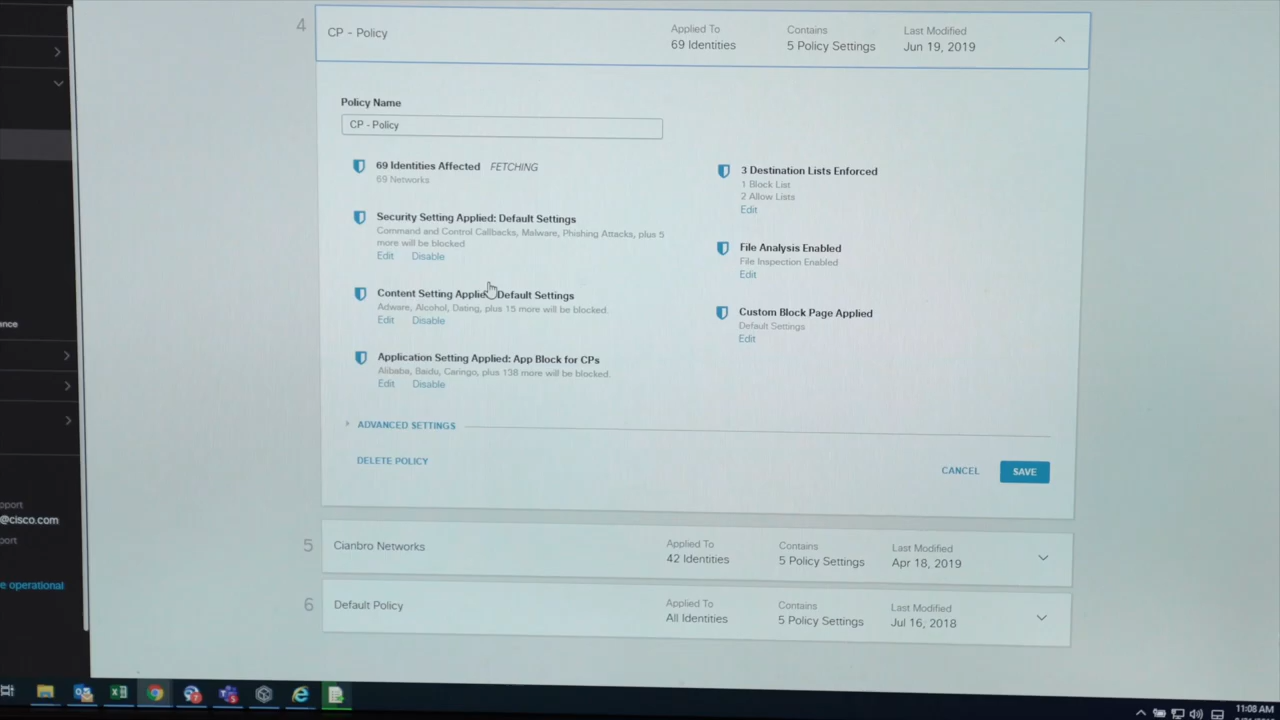 4
CP - Policy
Applied To
69 Identities
Contains
5 Policy Settings
Last Modified
Jun 19, 2019
Policy Name
CP - Policy
69 Identities Affected FETCHING
69 Networks
Security Setting Applied: Default Settings
Command and Control Callbacks, Malware, Phishing Attacks, plus 5
more will be blocked
Edit Disable
Content Setting Applied Default Settings
Adware, Alcohol, Dating, plus 15 more will be blocked.
Edit Disable
Application Setting Applied: App Block for CPs
Alibaba, Baidu, Caringo, plus 138 more will be blocked.
Edit Disable
3 Destination Lists Enforced
1 Block List
2 Allow Lists
Edit
File Analysis Enabled
File Inspection Enabled
Edit
Custom Block Page Applied
Default Settings
Edit
ADVANCED SETTINGS
DELETE POLICY
CANCEL
SAVE
5
Cianbro Networks
Applied To
42 Identities
Contains
5 Policy Settings
Last Modified
Apr 18, 2019
6
Default Policy
Applied To
All Identities
Contains
5 Policy Settings
Last Modified
Jul 16, 2018
ance
pport
@cisco.com
port
e operational
11:08 AM